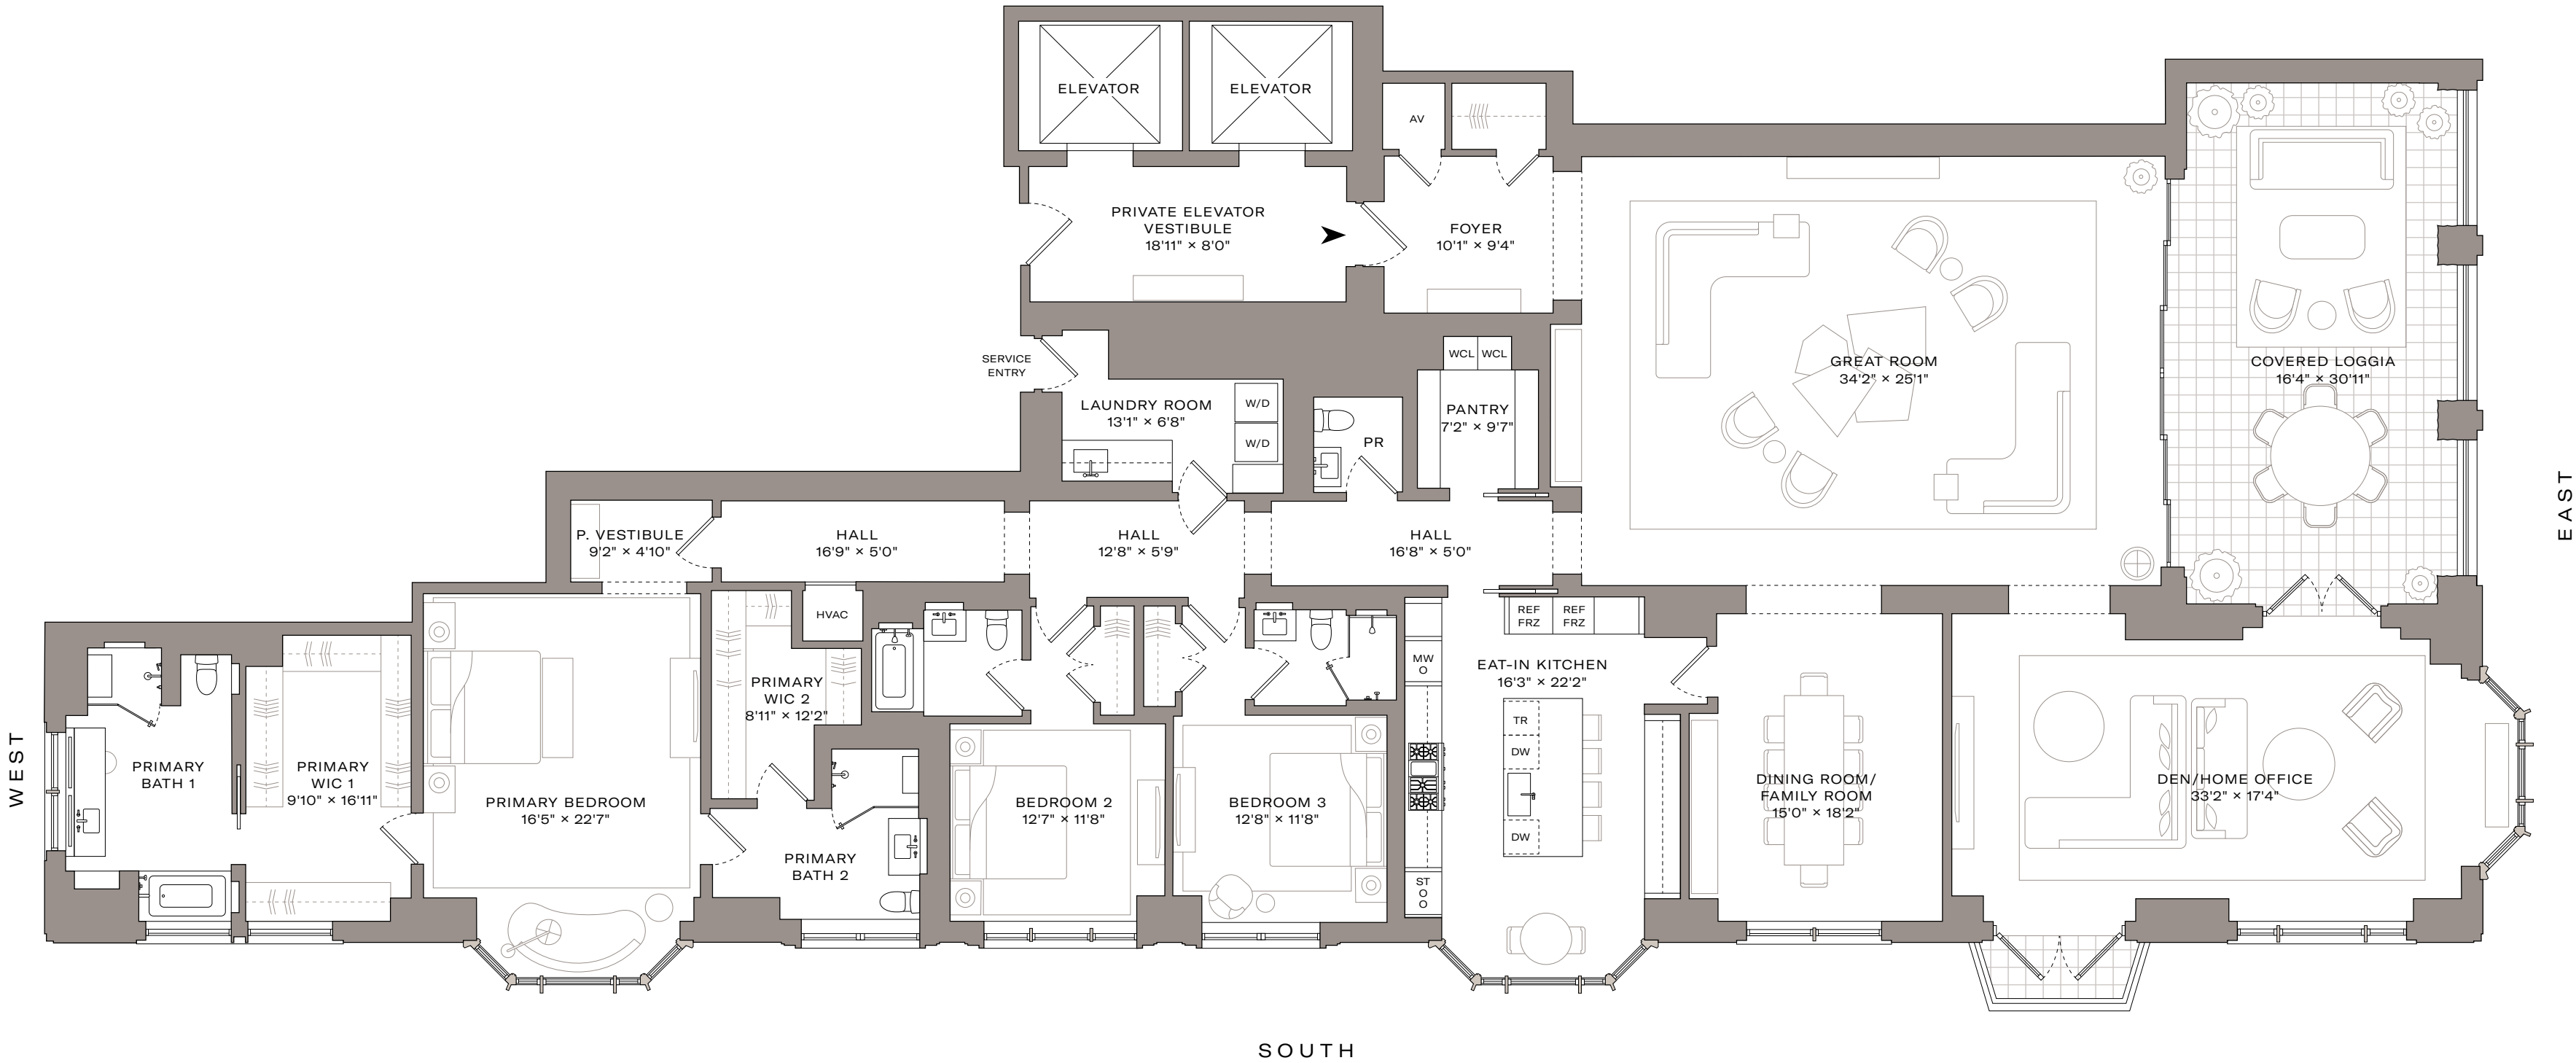 ELEVATOR
ELEVATOR
AV
PRIVATE ELEVATOR
VESTIBULE
18'11" × 8'0"
FOYER
10'1" × 9'4"
SERVICE
ENTRY
LAUNDRY ROOM
13'1" × 6'8"
W/D
W/D
PR
WCL
WCL
PANTRY
7'2" × 9'7"
GREAT ROOM
34'2" × 25'1"
COVERED LOGGIA
16'4" × 30'11"
EAST
P. VESTIBULE
9'2" × 4'10"
HALL
16'9" × 5'0"
HALL
12'8" × 5'9"
HALL
16'8" × 5'0"
HVAC
REF
FRZ
REF
FRZ
MW
O
EAT-IN KITCHEN
16'3" × 22'2"
TR
DW
DW
ST
O
O
WEST
PRIMARY
BATH 1
PRIMARY
WIC 1
9'10" × 16'11"
PRIMARY BEDROOM
16'5" × 22'7"
PRIMARY
WIC 2
8'11" × 12'2"
PRIMARY
BATH 2
BEDROOM 2
12'7" × 11'8"
BEDROOM 3
12'8" × 11'8"
DINING ROOM/
FAMILY ROOM
15'0" × 18'2"
DEN/HOME OFFICE
33'2" × 17'4"
SOUTH